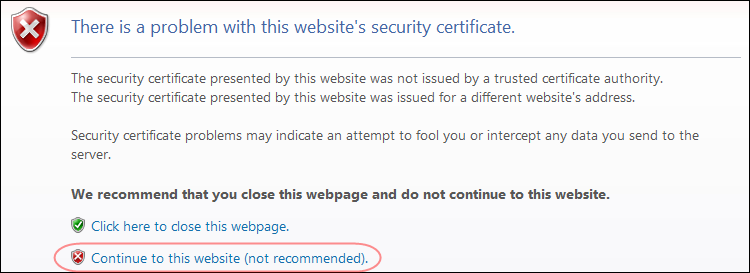 There is a problem with this website's security certificate.
The security certificate presented by this website was not issued by a trusted certificate authority.
The security certificate presented by this website was issued for a different website's address.
Security certificate problems may indicate an attempt to fool you or intercept any data you send to the
server.
We recommend that you close this webpage and do not continue to this website.
Click here to close this webpage.
Continue to this website (not recommended).